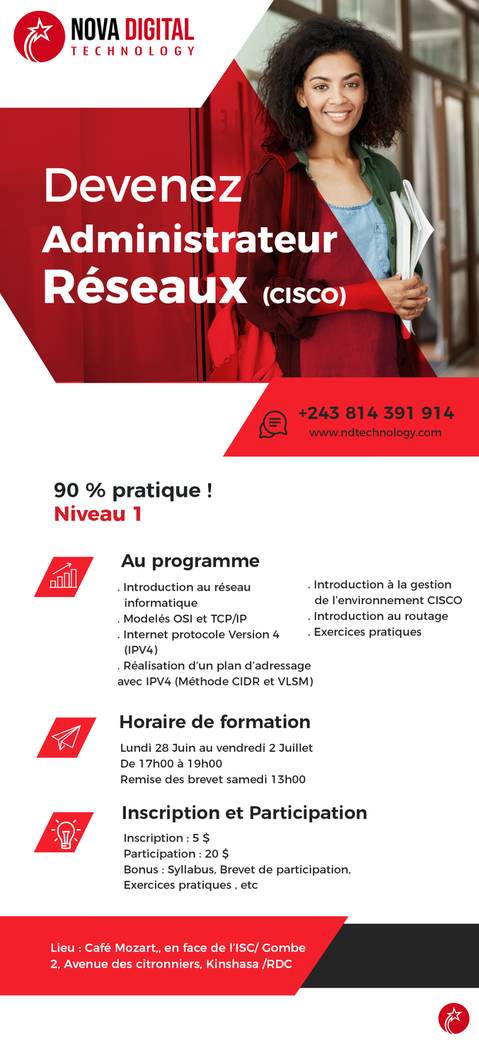 NOVA DIGITAL
TECHNOLOGY
Devenez
Administrateur
Réseaux (CISCO)
+243 814 391 914
www.ndtechnology.com
90 % pratique !
Niveau 1
Au programme
. Introduction au réseau
informatique
. Modelés OSI et TCP/IP
. Internet protocole Version 4
(IPV4)
. Réalisation d'un plan d'adressage
avec IPV4 (Méthode CIDR et VLSM)
. Introduction à la gestion
de l'environnement CISCO
. Introduction au routage
. Exercices pratiques
Horaire de formation
Lundi 28 Juin au vendredi 2 Juillet
De 17h00 à 19h00
Remise des brevet samedi 13h00
Inscription et Participation
Inscription : 5 $
Participation : 20 $
Bonus : Syllabus, Brevet de participation,
Exercices pratiques , etc
Lieu : Café Mozart,, en face de l'ISC/ Gombe
2, Avenue des citronniers, Kinshasa /RDC